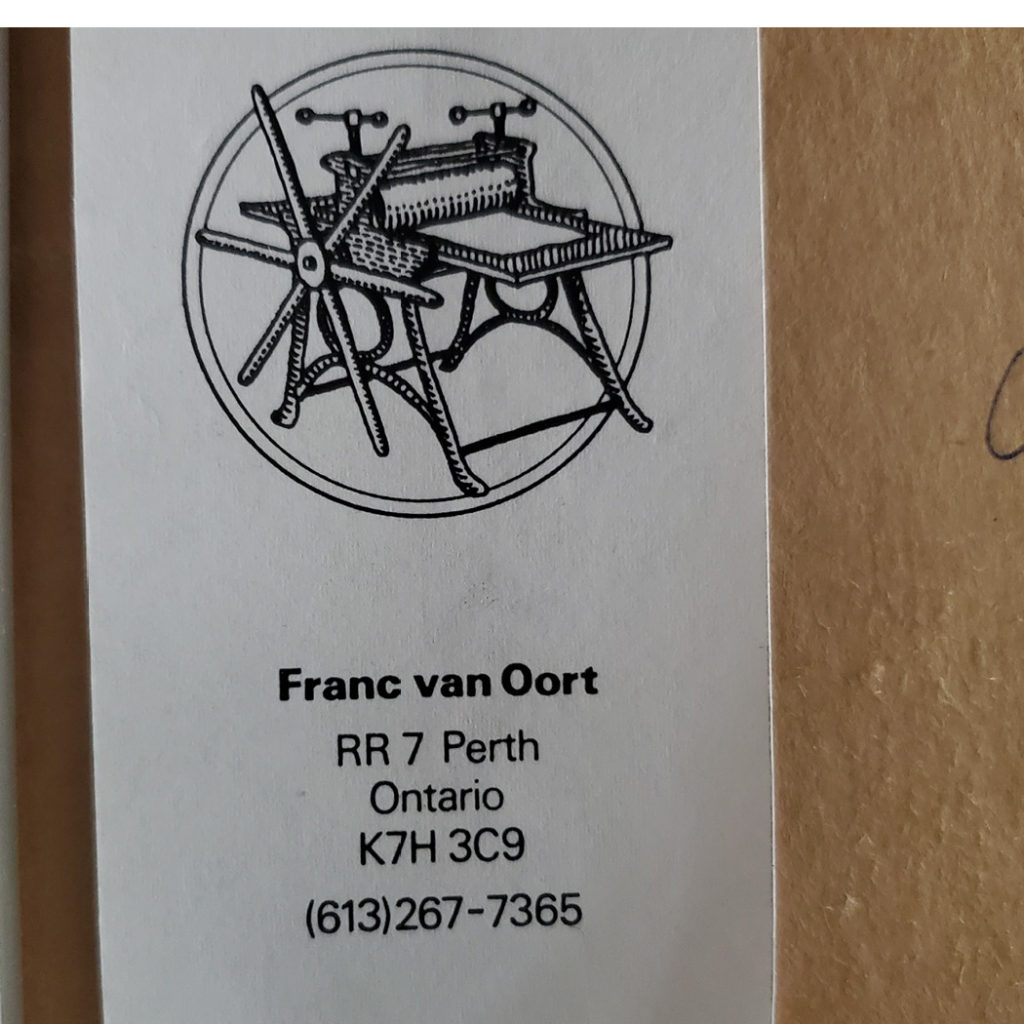 Franc van Oort
RR 7 Perth
Ontario
K7H 3C9
(613)267-7365